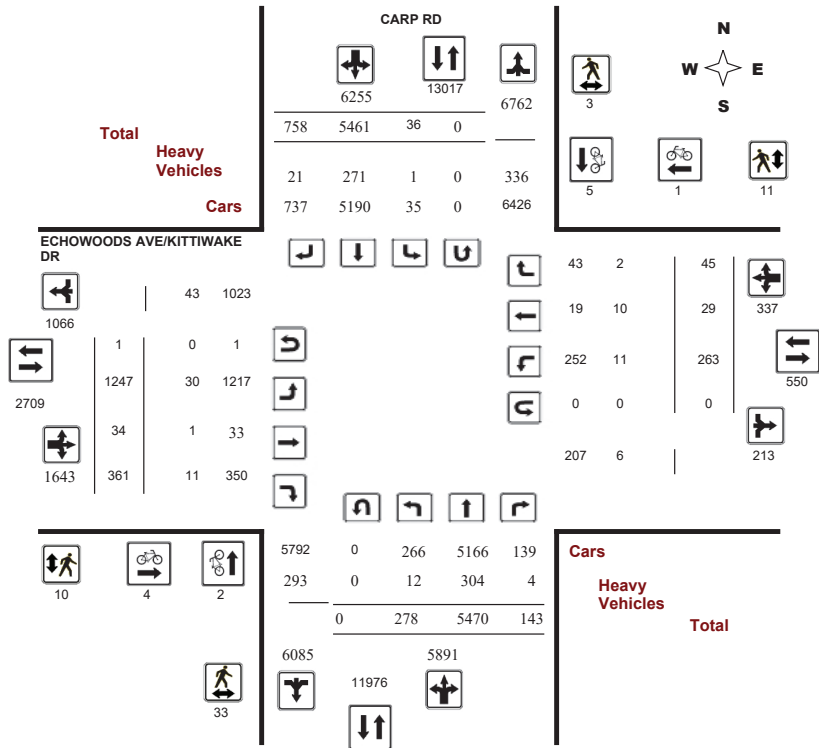 CARP RD
N
W E
S
6255
13017
6762
3
Total
758 5461 36 0
Heavy
Vehicles
21 271 1 0 336
5 1 11
Cars
737 5190 35 0 6426
ECHOWOODS AVE/KITTIWAKE
DR
43 2 45
1066
43 1023
19 10 29
337
1 0 1
252 11 263
550
2709
1247 30 1217
0 0 0
34 1 33
207 6
213
1643
361 11 350
5792 0 266 5166 139
Cars
293 0 12 304 4
Heavy
Vehicles
10 4 2
0 278 5470 143
Total
6085
5891
11976
33